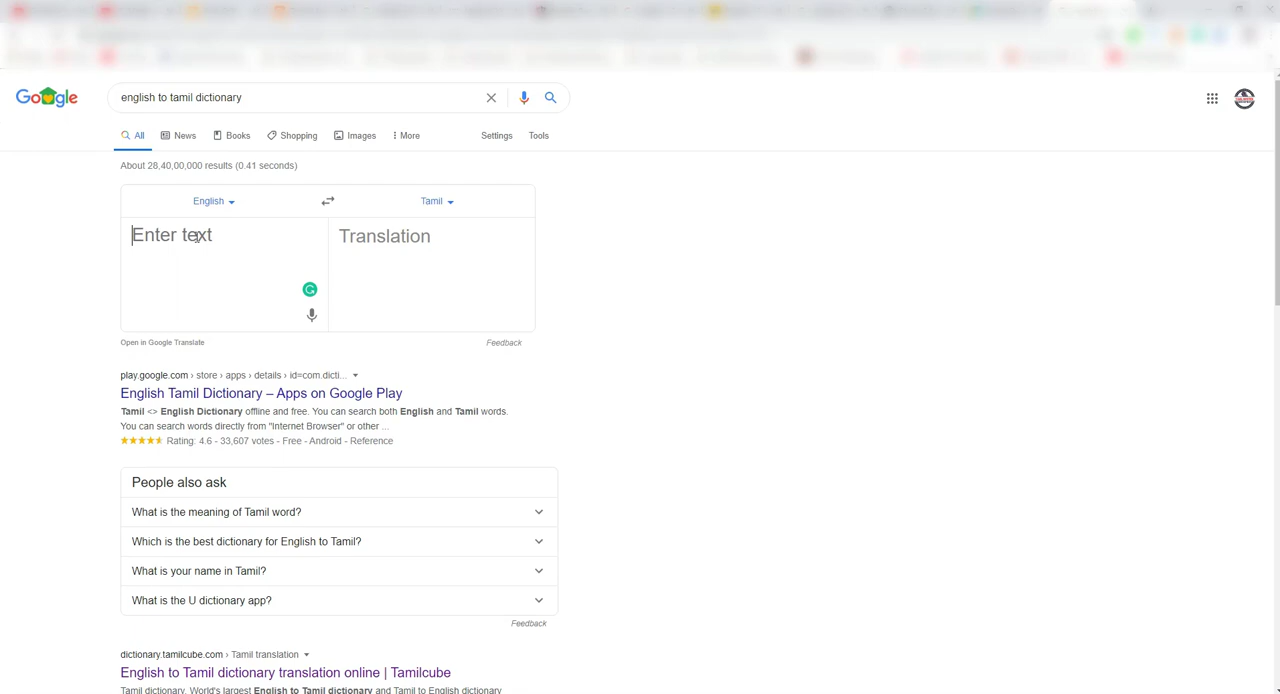 Google
english to tamil dictionary
All News Books Shopping Images More Settings Tools
About 28,40,00,000 results (0.41 seconds)
English Tamil
Enter text Translation
Open in Google Translate Feedback
play.google.com › store › apps › details › id=com.dicti...
English Tamil Dictionary – Apps on Google Play
Tamil <> English Dictionary offline and free. You can search both English and Tamil words.
You can search words directly from "Internet Browser" or other ...
Rating: 4.6 - 33,607 votes - Free - Android - Reference
People also ask
What is the meaning of Tamil word?
Which is the best dictionary for English to Tamil?
What is your name in Tamil?
What is the U dictionary app?
Feedback
dictionary.tamilcube.com › Tamil translation
English to Tamil dictionary translation online | Tamilcube
Tamil dictionary. World's largest English to Tamil dictionary and Tamil to English dictionary